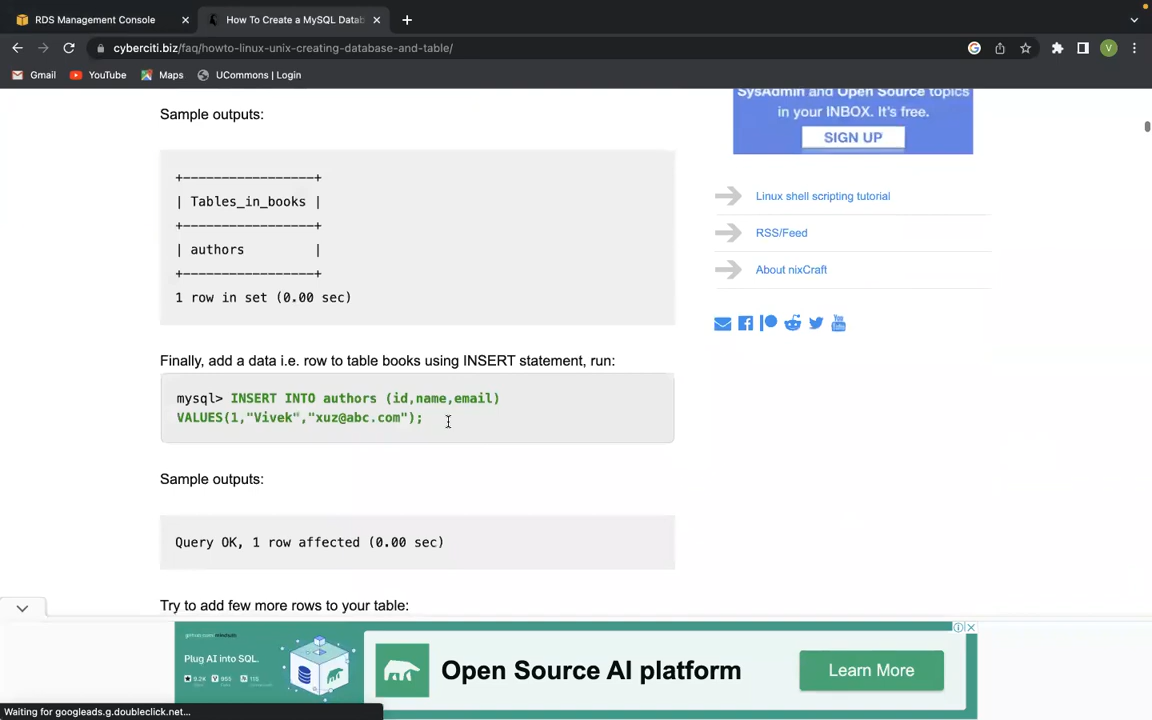 RDS Management Console
How To Create a MySQL Datab
cyberciti.biz/faq/howto-linux-unix-creating-database-and-table/
V
Gmail
YouTube
Maps
UCommons | Login
Sample outputs:
+-----------------+
| Tables_in_books |
+-----------------+
| authors |
+-----------------+
1 row in set (0.00 sec)
Finally, add a data i.e. row to table books using INSERT statement, run:
mysql> INSERT INTO authors (id,name,email)
VALUES(1,"Vivek","xuz@abc.com");
Sample outputs:
Query OK, 1 row affected (0.00 sec)
Try to add few more rows to your table:
SysAdmin and Open Source topics
in your INBOX. It's free.
SIGN UP
Linux shell scripting tutorial
RSS/Feed
About nixCraft
You
Tube
Plug AI into SQL.
Open Source AI platform
Learn More
Waiting for googleads.g.doubleclick.net...